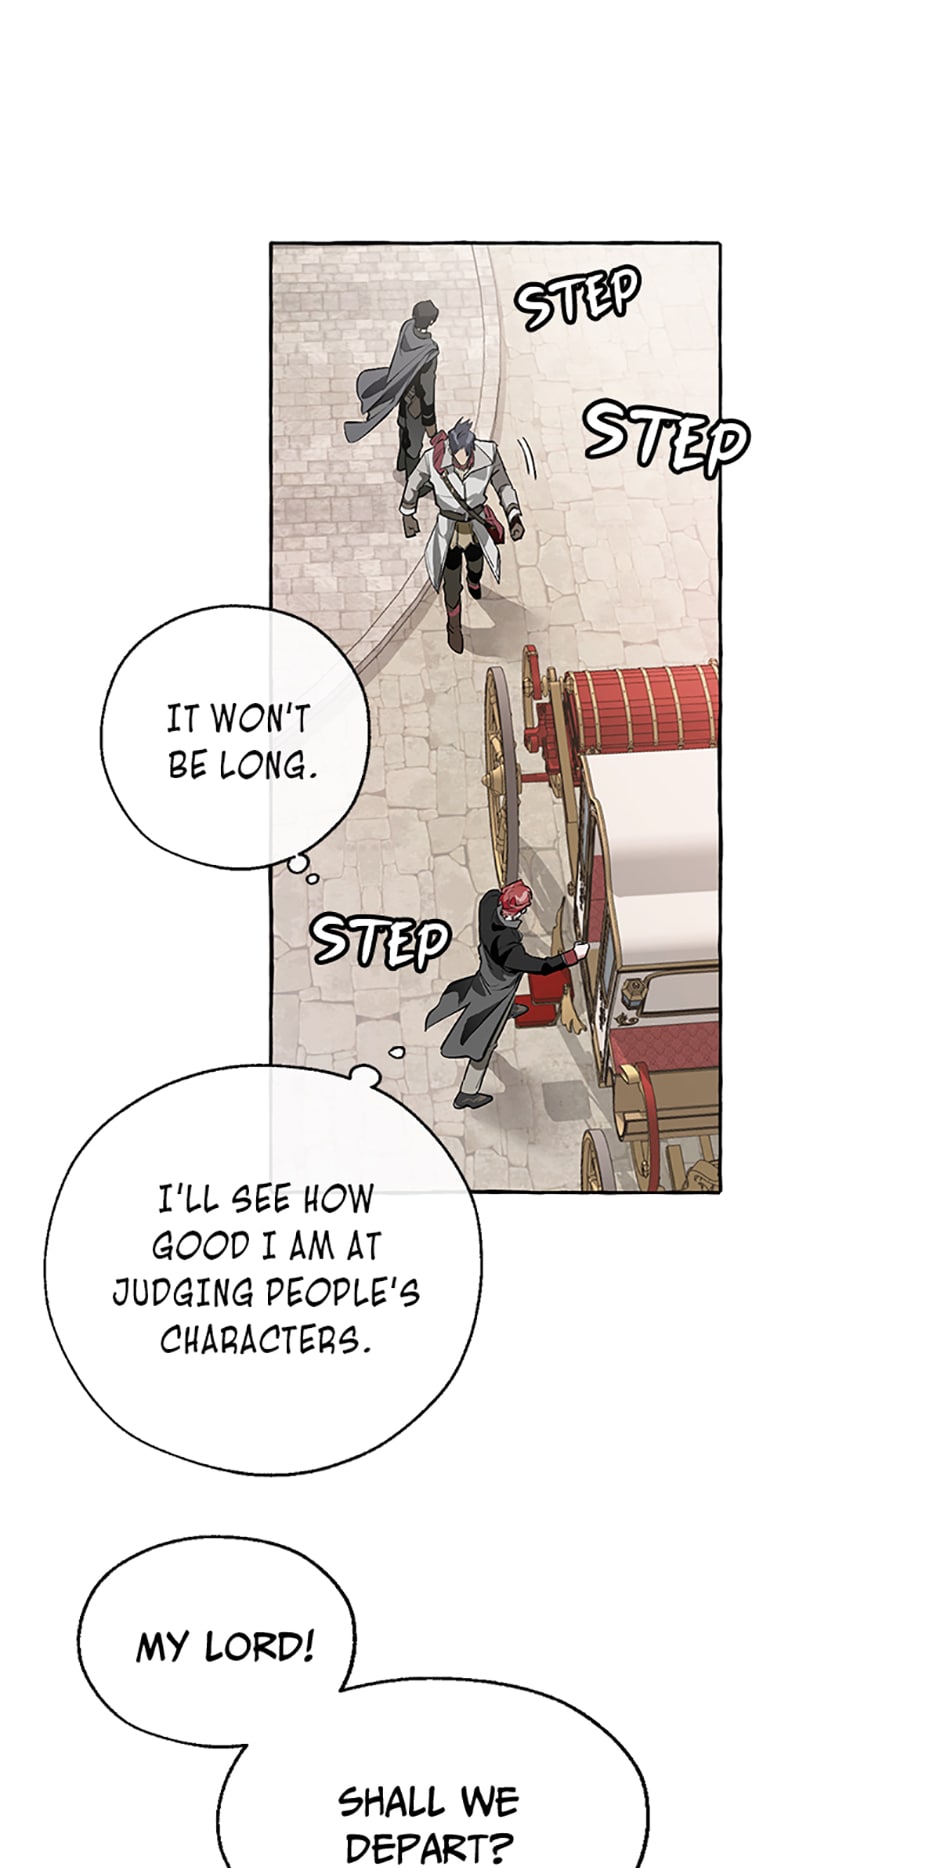 STEP
STEP
IT WON'T
BE LONG.
STEP
I'LL SEE HOW
GOOD I AM AT
JUDGING PEOPLE'S
CHARACTERS.
MY LORD!
SHALL WE
DEPART?